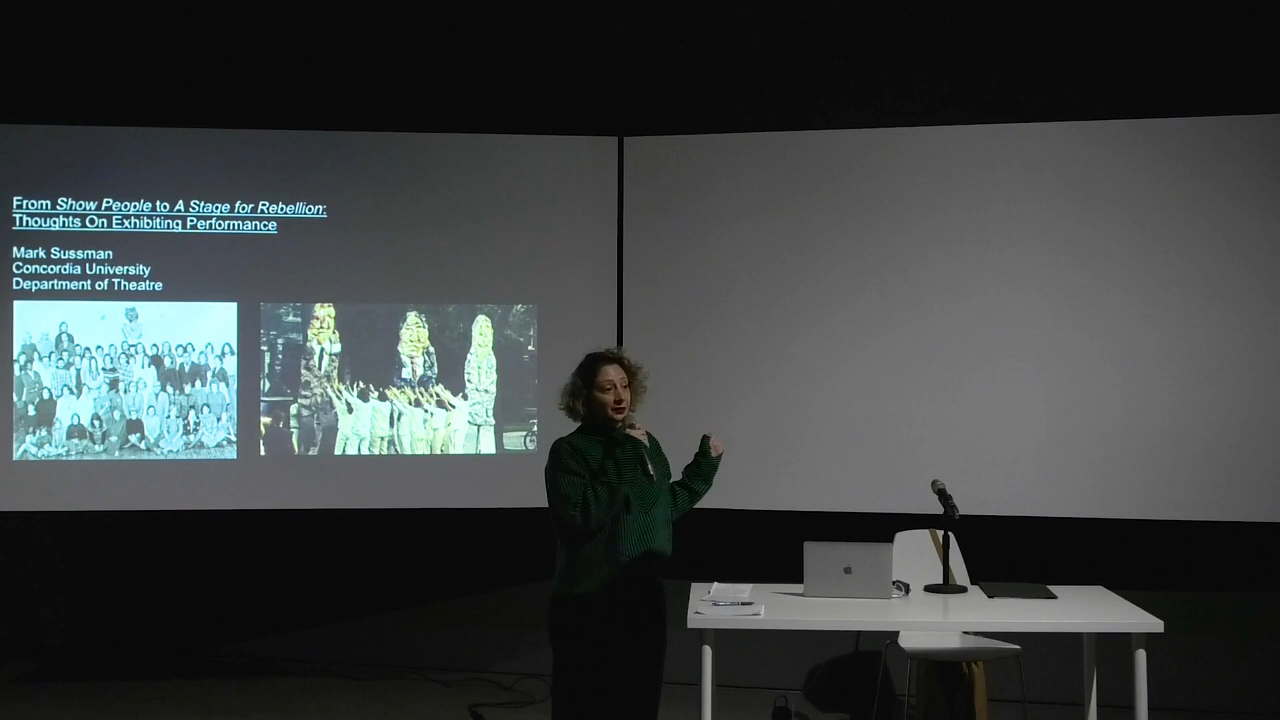 From Show People to A Stage for Rebellion:
Thoughts On Exhibiting Performance
Mark Sussman
Concordia University
Department of Theatre